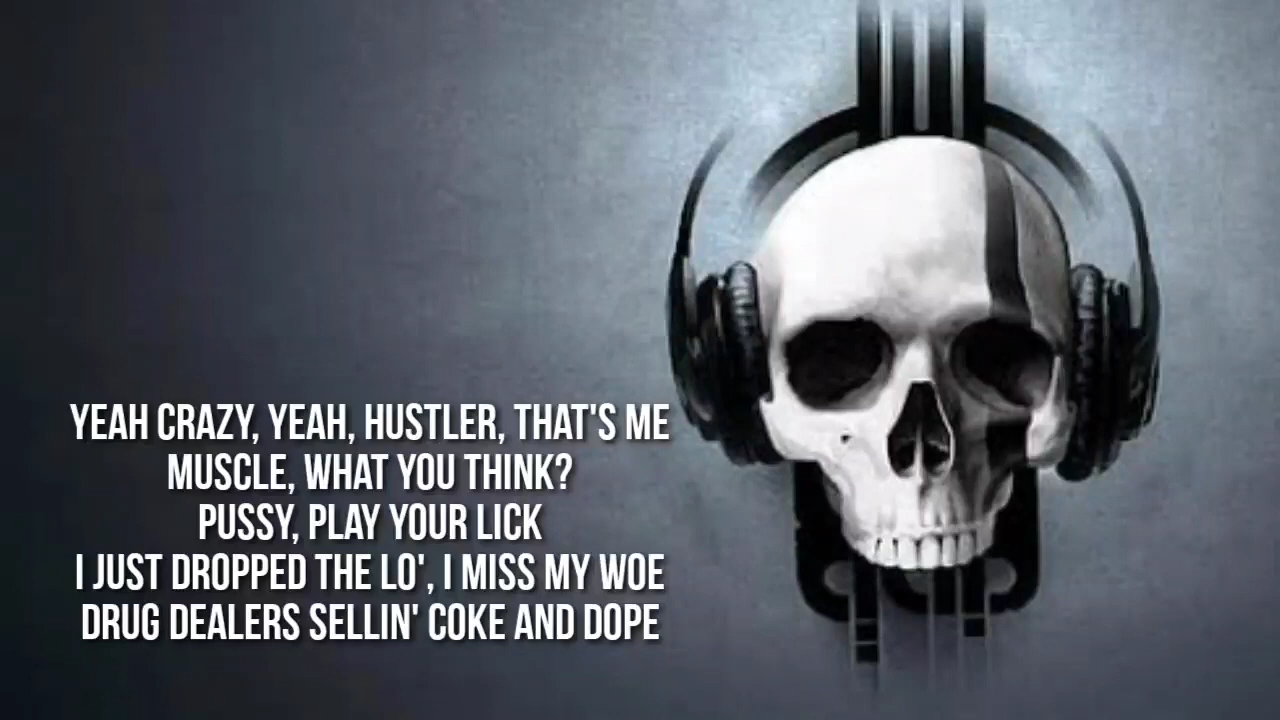 YEAH CRAZY, YEAH, HUSTLER, THAT'S ME
MUSCLE, WHAT YOU THINK?
PUSSY, PLAY YOUR LICK
I JUST DROPPED THE LO', I MISS MY WOE
DRUG DEALERS SELLIN' COKE AND DOPE